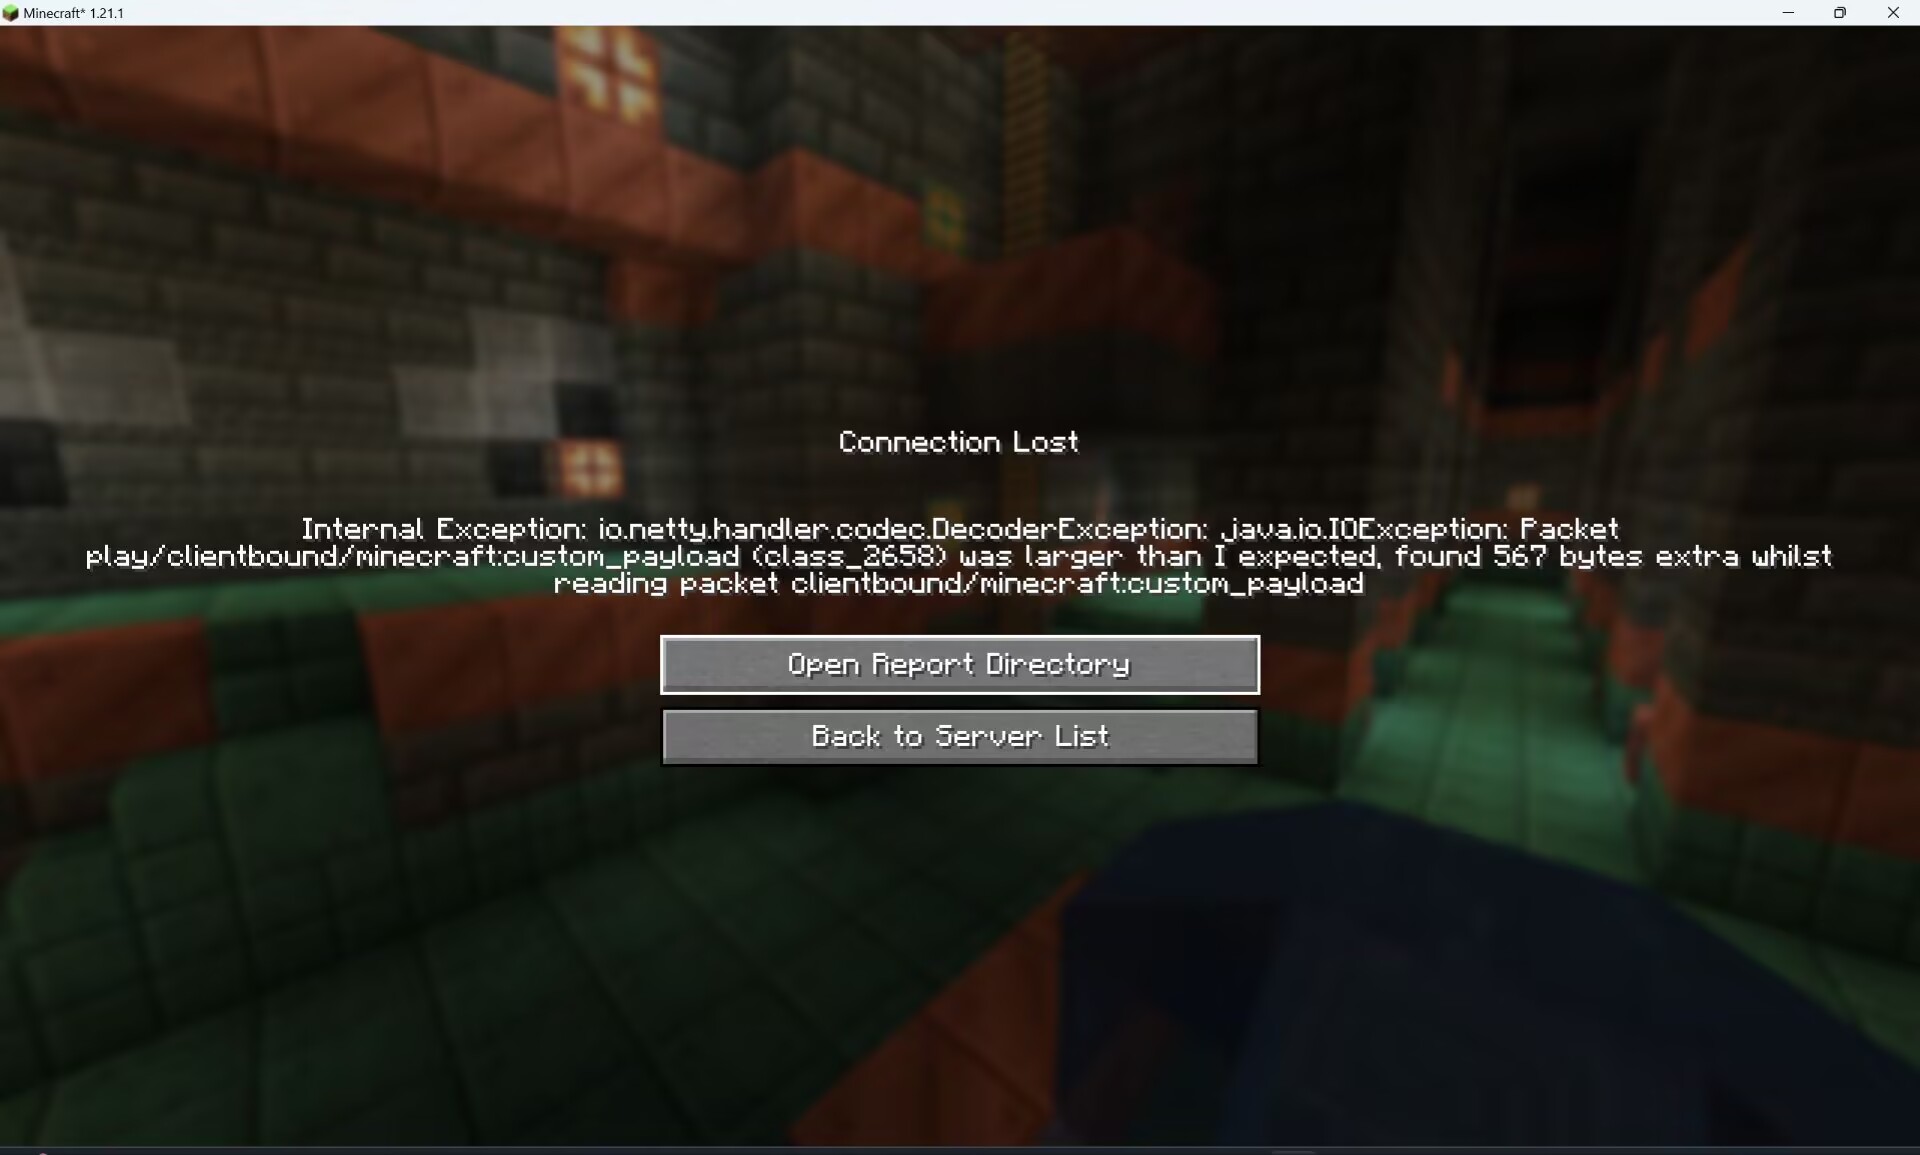 Minecraft* 1.21.1
Connection Lost
Internal Exception: io.netty.handler.codec.DecoderException: java.io.IOException: Packet
play/clientbound/minecraft:custom_payload (class_2658) was larger than I expected, found 567 bytes extra whilst
reading packet clientbound/minecraft:custom_payload
Open Report Directory
Back to Server List